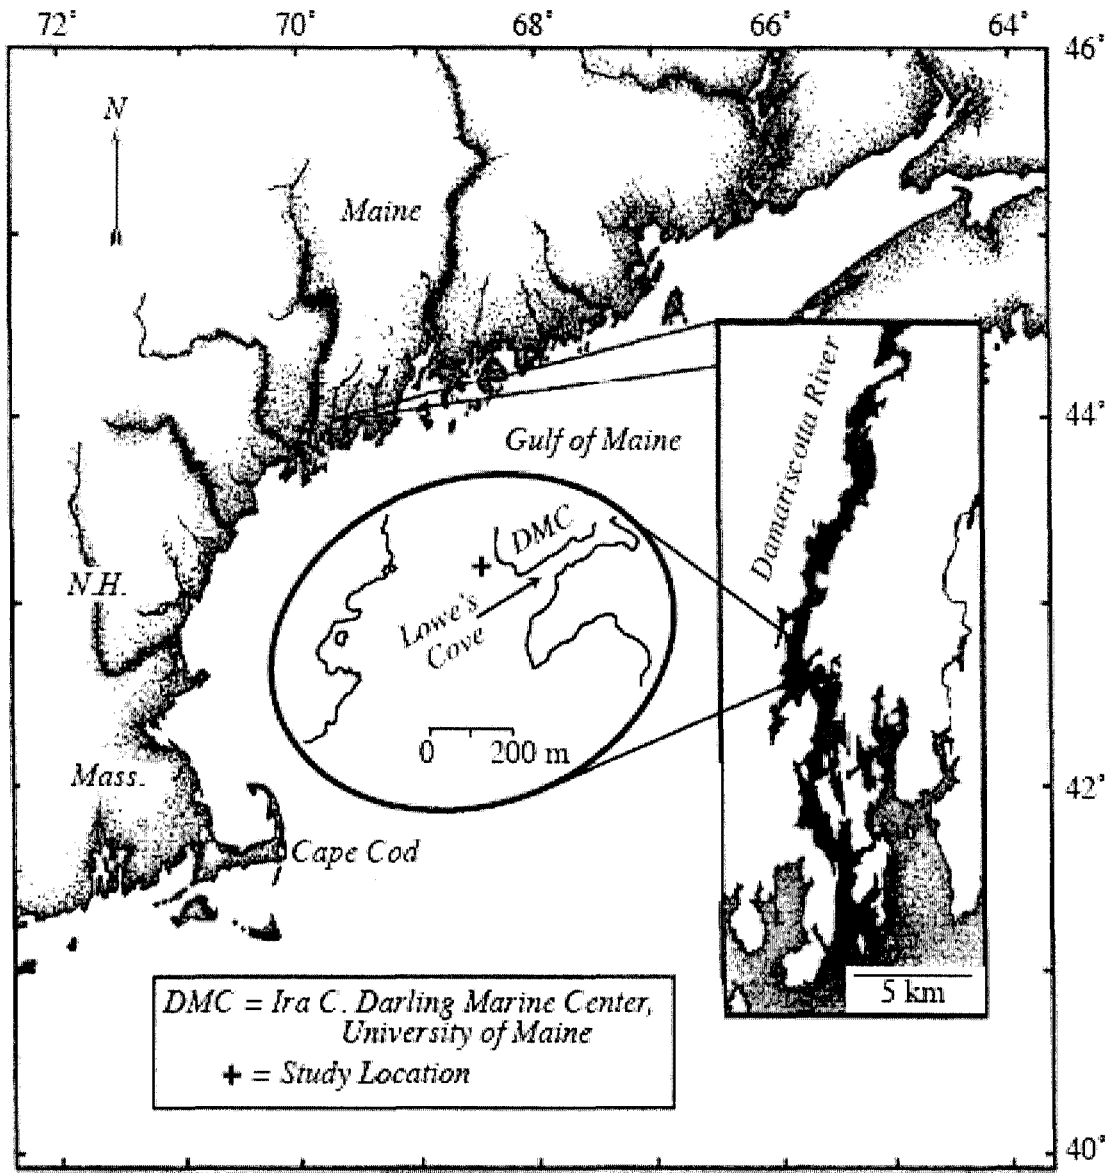 72° 70° 68° 66° 64°
46°
N
Maine
A
44°
Gulf of Maine
Damariscotta River
DMC
N.H.
Lowe's
Cove
0 200 m
Mass.
42°
Cape Cod
DMC = Ira C. Darling Marine Center,
University of Maine
+ = Study Location
5 km
40°